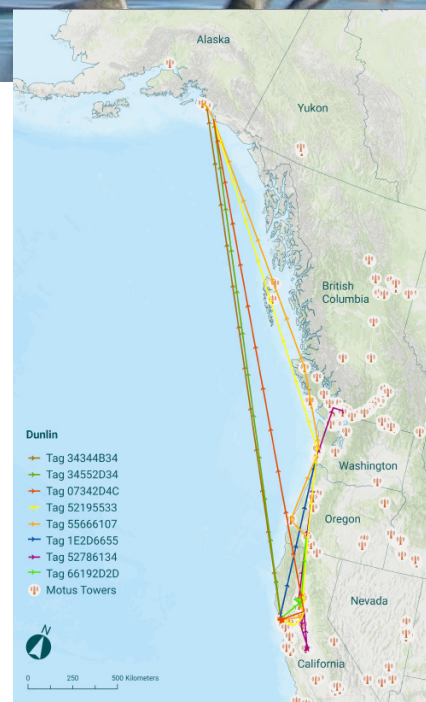 Alaska
Yukon
British
Columbia
Dunlin
Tag 34344B34
Tag 34552D34
Tag 07342D4C
Tag 52195533
Tag 55666107
Tag 1E2D6655
Tag 52786134
Tag 66192D2D
Motus Towers
Washington
Oregon
Nevada
California
N
0 250 500 Kilometers